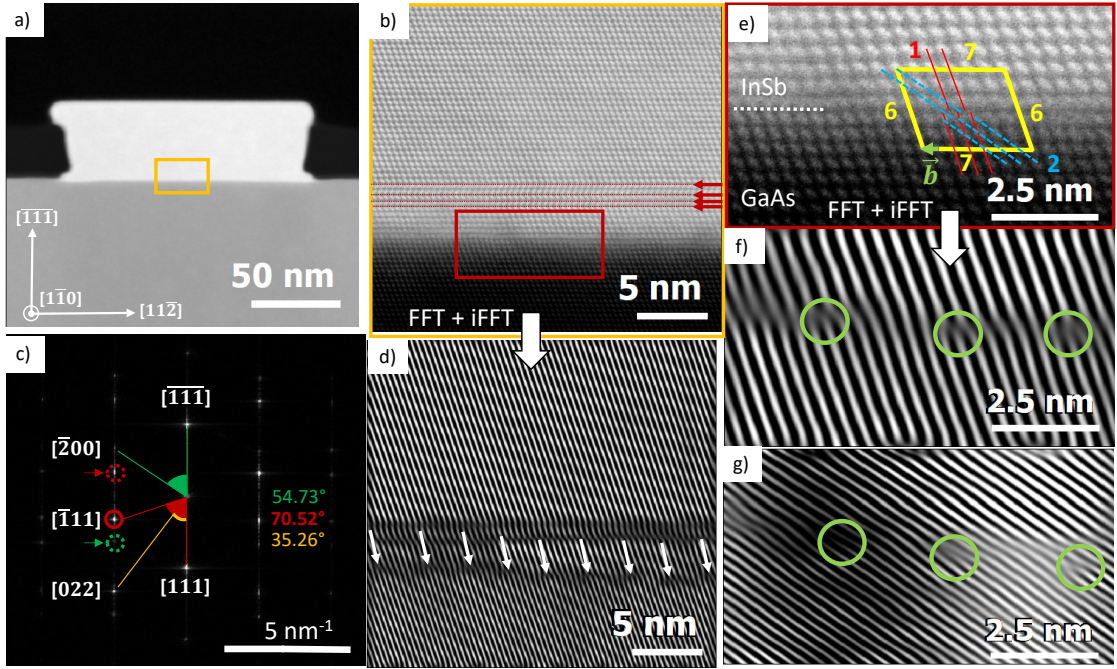 a)
[1̅1̅1̅]
[11̅0]
[112̅]
50 nm
b)
5 nm
FFT + iFFT
c)
[1̅1̅1̅]
[2̅00]
[1̅11]
[022]
[111]
54.73°
70.52°
35.26°
5 nm⁻¹
d)
5 nm
e)
1
7
InSb
6
6
7
2
b⃗
2.5 nm
GaAs
FFT + iFFT
f)
2.5 nm
g)
2.5 nm